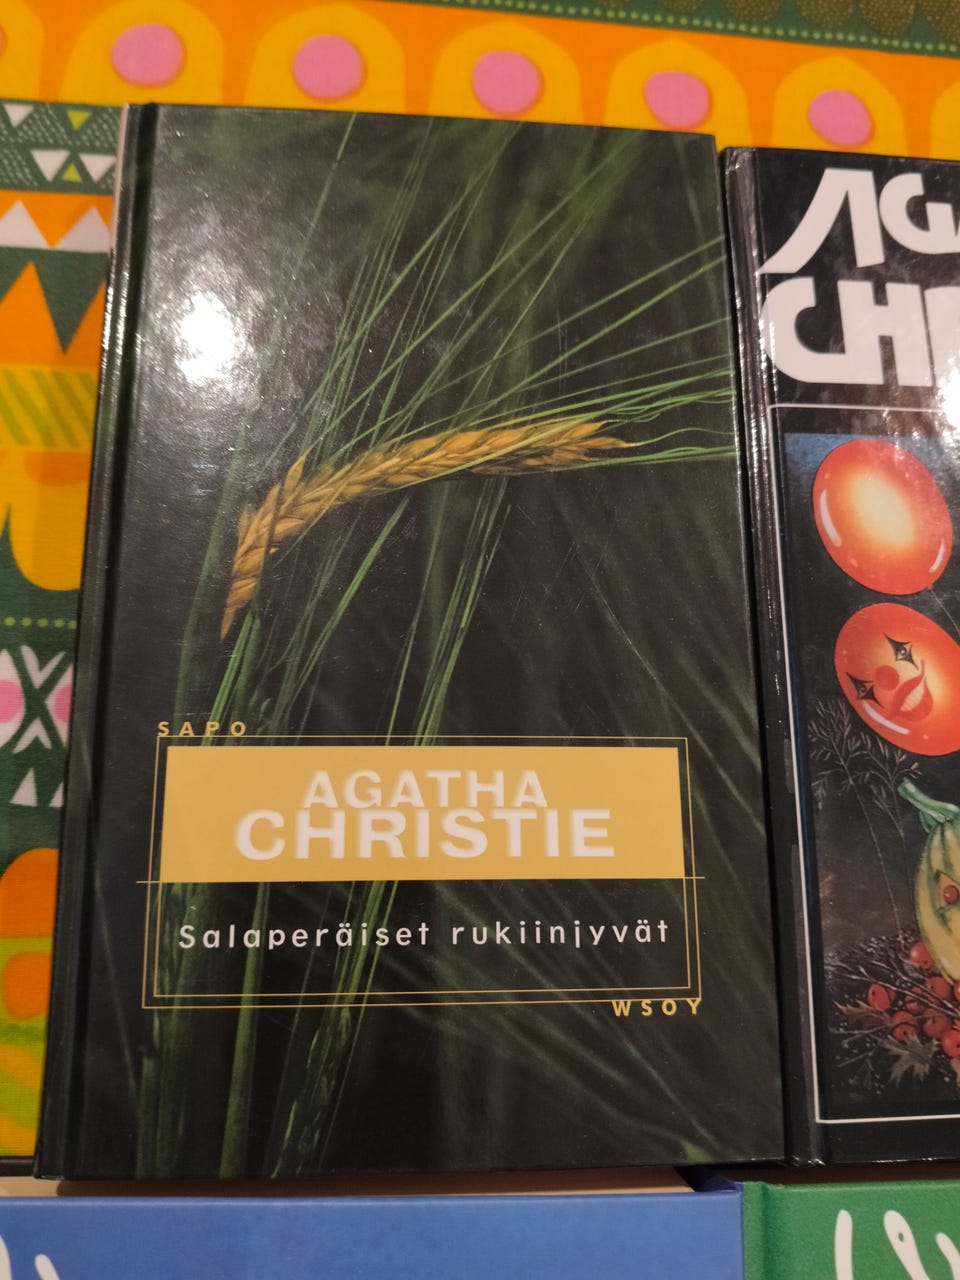 SAPO
AGATHA
CHRISTIE
Salaperäiset rukiinjyvät
WSOY